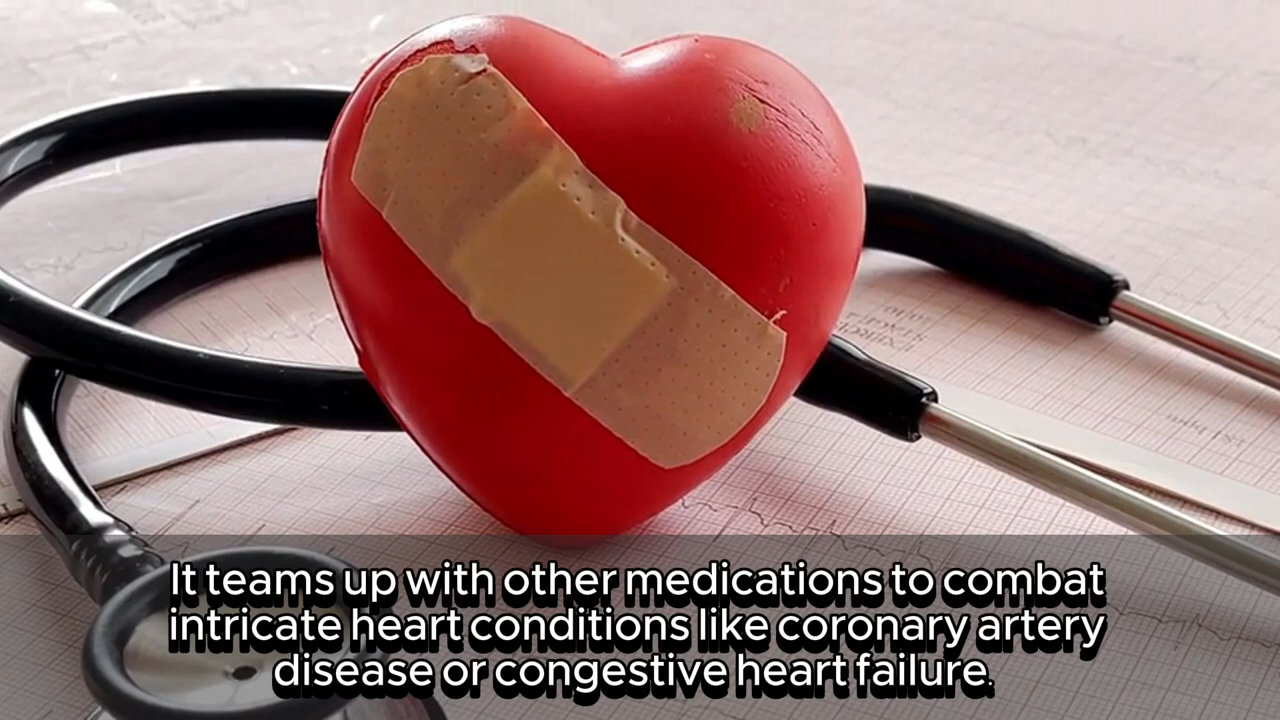 It teams up with other medications to combat
intricate heart conditions like coronary artery
disease or congestive heart failure.